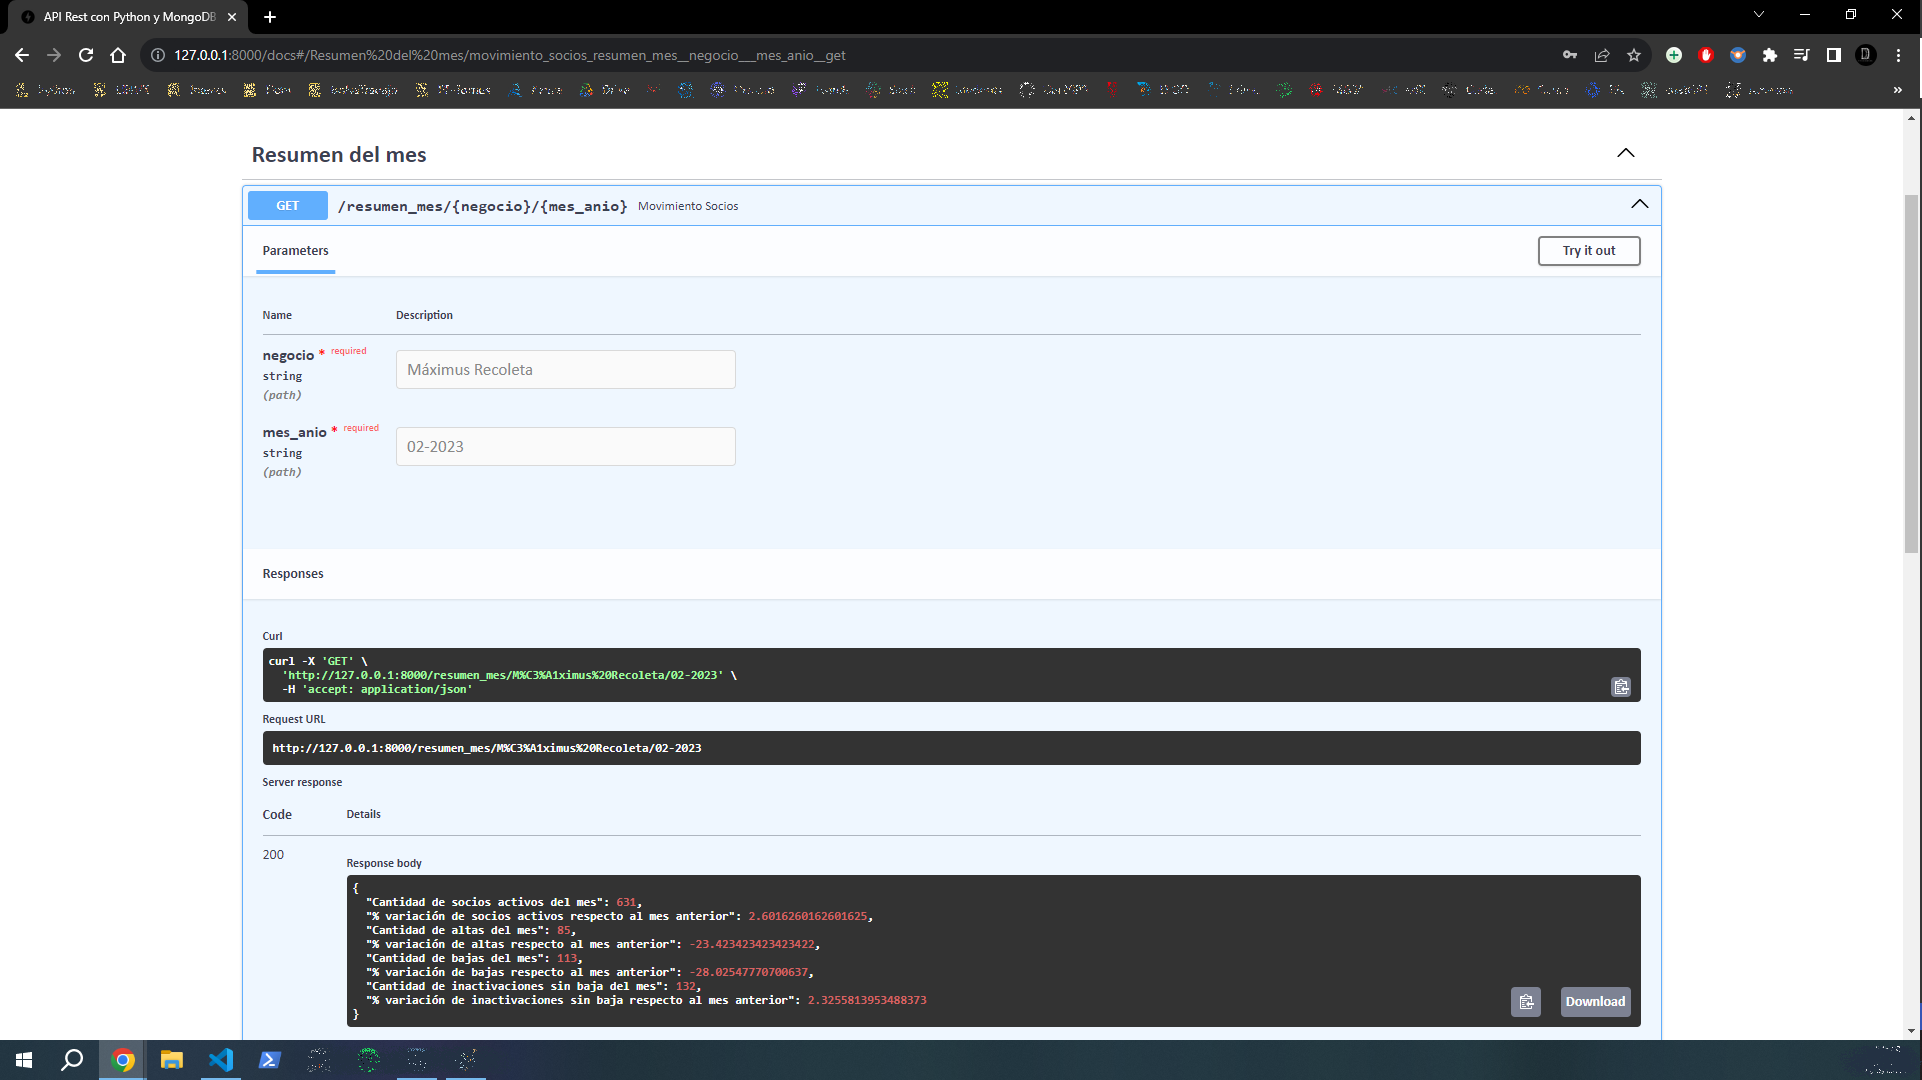 API Rest con Python y MongoDB
127.0.0.1:8000/docs#/Resumen%20del%20mes/movimiento_socios_resumen_mes__negocio___mes_anio__get
Resumen del mes
GET /resumen_mes/{negocio}/{mes_anio} Movimiento Socios
Parameters
Try it out
Name Description
negocio * required
string
(path)
Máximus Recoleta
mes_anio * required
string
(path)
02-2023
Responses
Curl
curl -X 'GET' \
'http://127.0.0.1:8000/resumen_mes/M%C3%A1ximus%20Recoleta/02-2023' \
-H 'accept: application/json'
Request URL
http://127.0.0.1:8000/resumen_mes/M%C3%A1ximus%20Recoleta/02-2023
Server response
Code Details
200
Response body
{
"Cantidad de socios activos del mes": 631,
"% variación de socios activos respecto al mes anterior": 2.6016260162601625,
"Cantidad de altas del mes": 85,
"% variación de altas respecto al mes anterior": -23.423423423423422,
"Cantidad de bajas del mes": 113,
"% variación de bajas respecto al mes anterior": -28.02547770700637,
"Cantidad de inactivaciones sin baja del mes": 132,
"% variación de inactivaciones sin baja respecto al mes anterior": 2.3255813953488373
}
Download